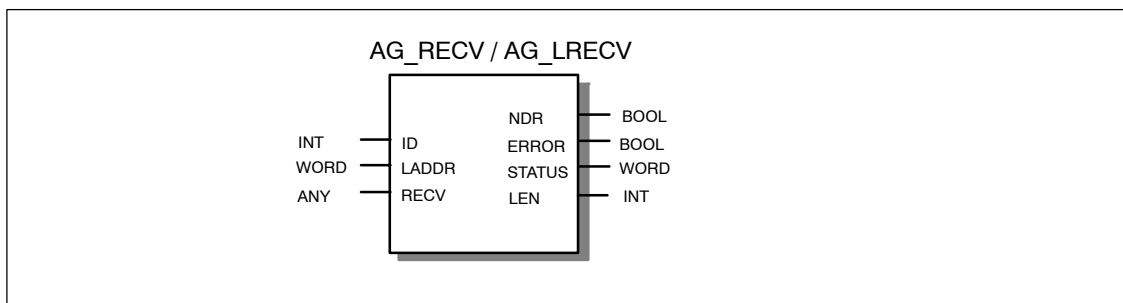 AG_RECV / AG_LRECV
NDR BOOL
INT ID ERROR BOOL
WORD LADDR STATUS WORD
ANY RECV LEN INT